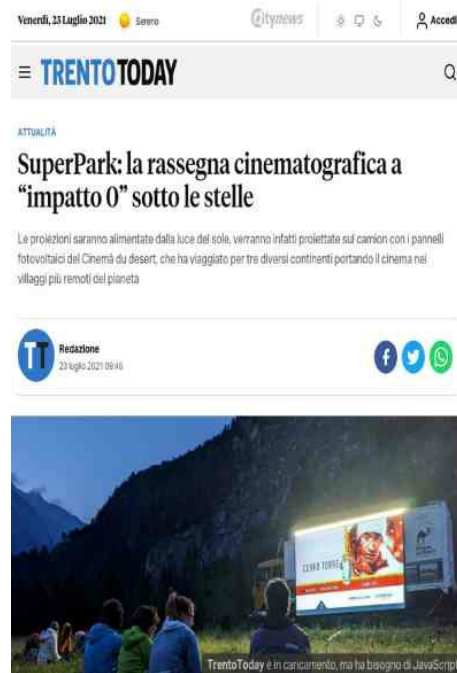 Venerdì, 23 Luglio 2021 Sereno Citynews Accedi
TRENTOTODAY
ATTUALITÀ
SuperPark: la rassegna cinematografica a
“impatto 0” sotto le stelle
Le proiezioni saranno alimentate dalla luce del sole, verranno infatti proiettate sul camion con i pannelli
fotovoltaici del Cinemà du desert, che ha viaggiato per tre diversi continenti portando il cinema nei
villaggi più remoti del pianeta
TT
Redazione
23 luglio 2021 09:46
CERRO TORRE
TrentoToday è in caricamento, ma ha bisogno di JavaScript